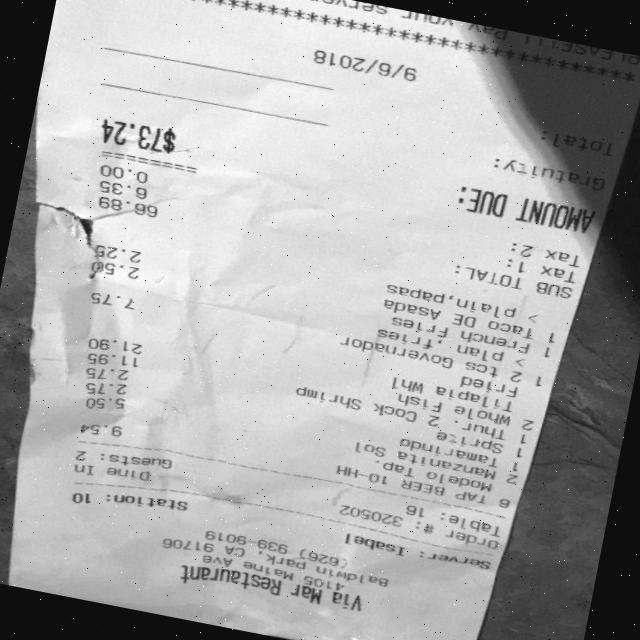 Via Mar Restaurant
4105 Maine Ave
Baldwin park, CA. 91706
(626) 939-9019
Server: Isabel Station: 10
order #: 320502 Dine In
Table: 16 Guests: 2
6 TAP BEER 10-HH 9.54
Modelo Tap.
2 Manzanita Sol 5.50
1 Tamarindo 2.75
1 Sprite 2.75
1 Thur. 2 Cock Shrimp 11.95
2 Whole Fish 21.90
Tilapia Whl
Fried
1 2 tcs Governador 7.75
> plan .fries
1 French Fries 2.50
1 Taco DE Asada 2.25
> plain,papas
SUB TOTAL: 66.89
Tax 1: 6.35
Tax 2: 0.00
=========
AMOUNT DUE: $73.24
Gratuity:
Total:
9/6/2018
PLEASE!!! Pay your server